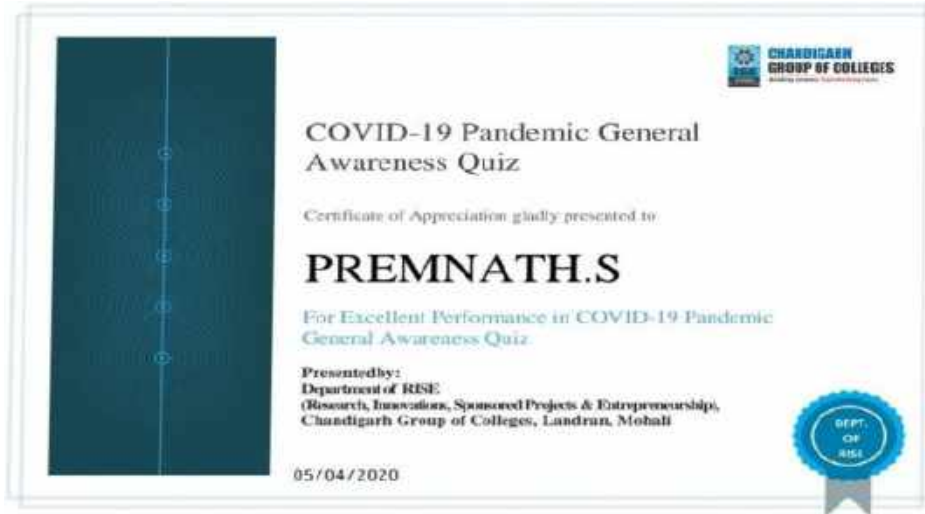 CHANDIGARH
GROUP OF COLLEGES
COVID-19 Pandemic General
Awareness Quiz
Certificate of Appreciation gladly presented to
PREMNATH.S
For Excellent Performance in COVID-19 Pandemic
General Awareness Quiz
Presentedby:
Department of RISE
(Research, Innovations, Sponsored Projects & Entrepreneurship),
Chandigarh Group of Colleges, Landran, Mohali
DEPT.
OF
RISE
05/04/2020